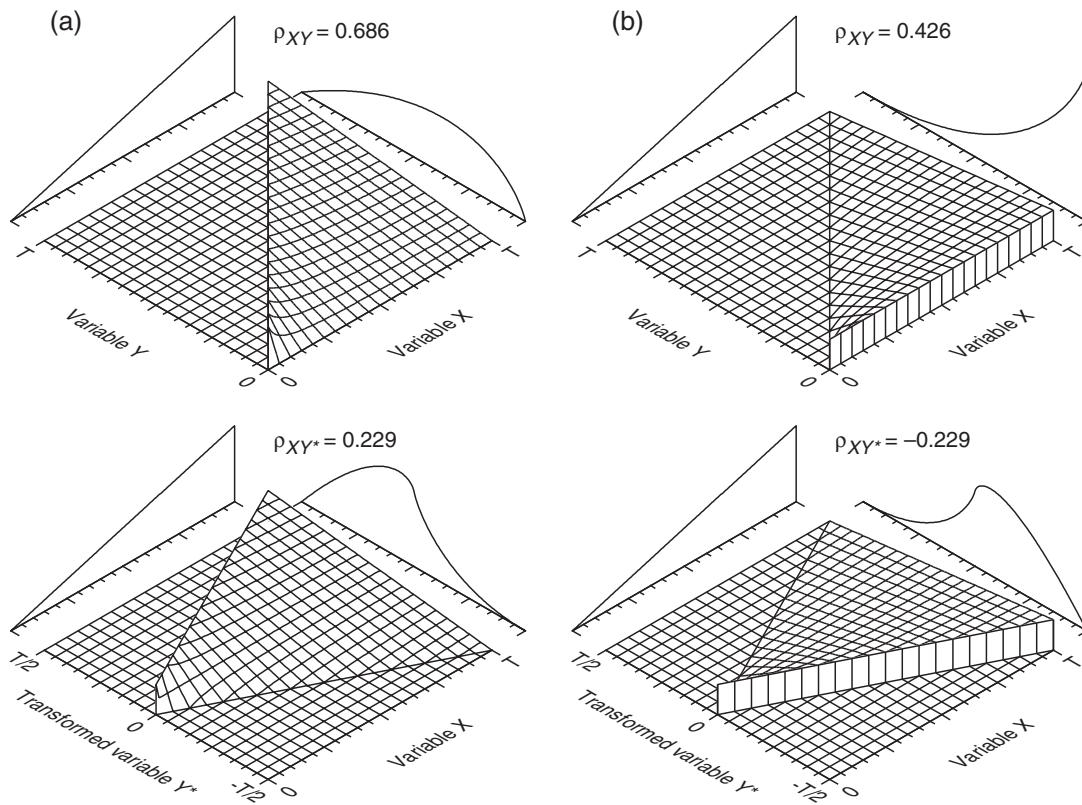 (a)
ρXY = 0.686
T
Variable Y
0
0
Variable X
T
(b)
ρXY = 0.426
T
Variable Y
0
0
Variable X
T
ρXY* = 0.229
T/2
Transformed variable Y*
0
-T/2
0
Variable X
T
ρXY* = –0.229
T/2
Transformed variable Y*
0
-T/2
0
Variable X
T